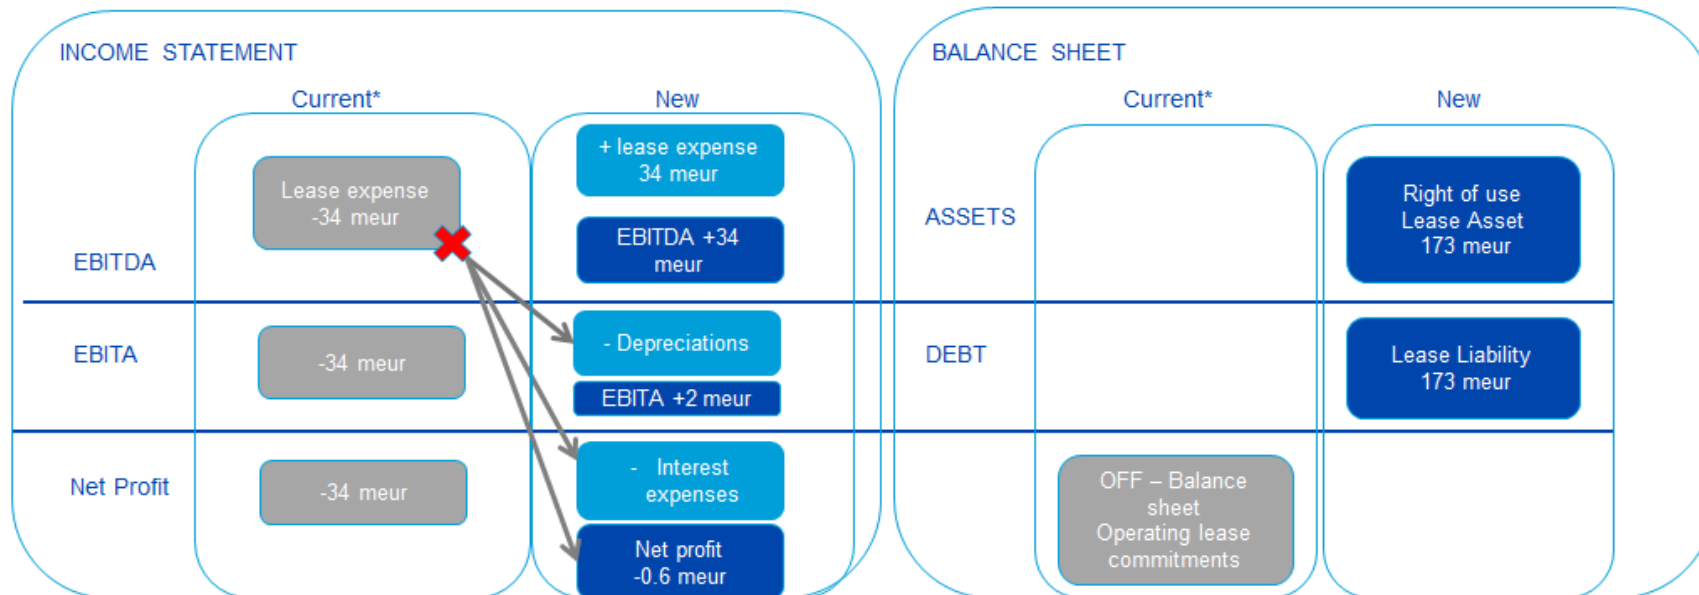 INCOME STATEMENT
Current*
New
Lease expense
-34 meur
+ lease expense
34 meur
EBITDA +34
meur
EBITDA
EBITA
-34 meur
- Depreciations
EBITA +2 meur
Net Profit
-34 meur
- Interest
expenses
Net profit
-0.6 meur
BALANCE SHEET
Current*
New
ASSETS
Right of use
Lease Asset
173 meur
DEBT
Lease Liability
173 meur
OFF – Balance
sheet
Operating lease
commitments